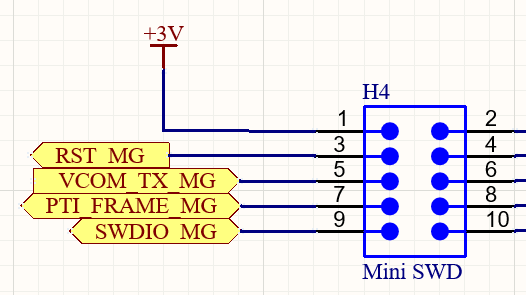 +3V
H4
1 2
RST_MG 3 4
VCOM_TX_MG 5 6
PTI_FRAME_MG 7 8
SWDIO_MG 9 10
Mini SWD